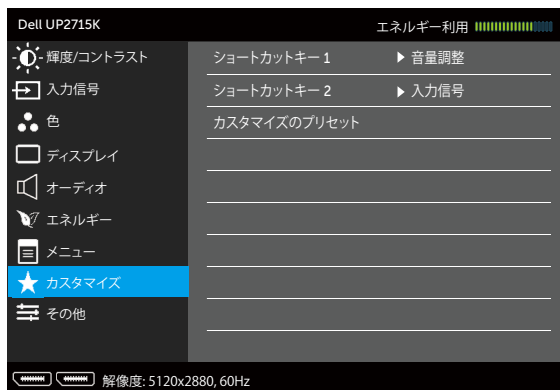 Dell UP2715K
エネルギー利用
輝度/コントラスト
入力信号
色
ディスプレイ
オーディオ
エネルギー
メニュー
カスタマイズ
その他
ショートカットキー 1 音量調整
ショートカットキー 2 入力信号
カスタマイズのプリセット
解像度: 5120x2880, 60Hz